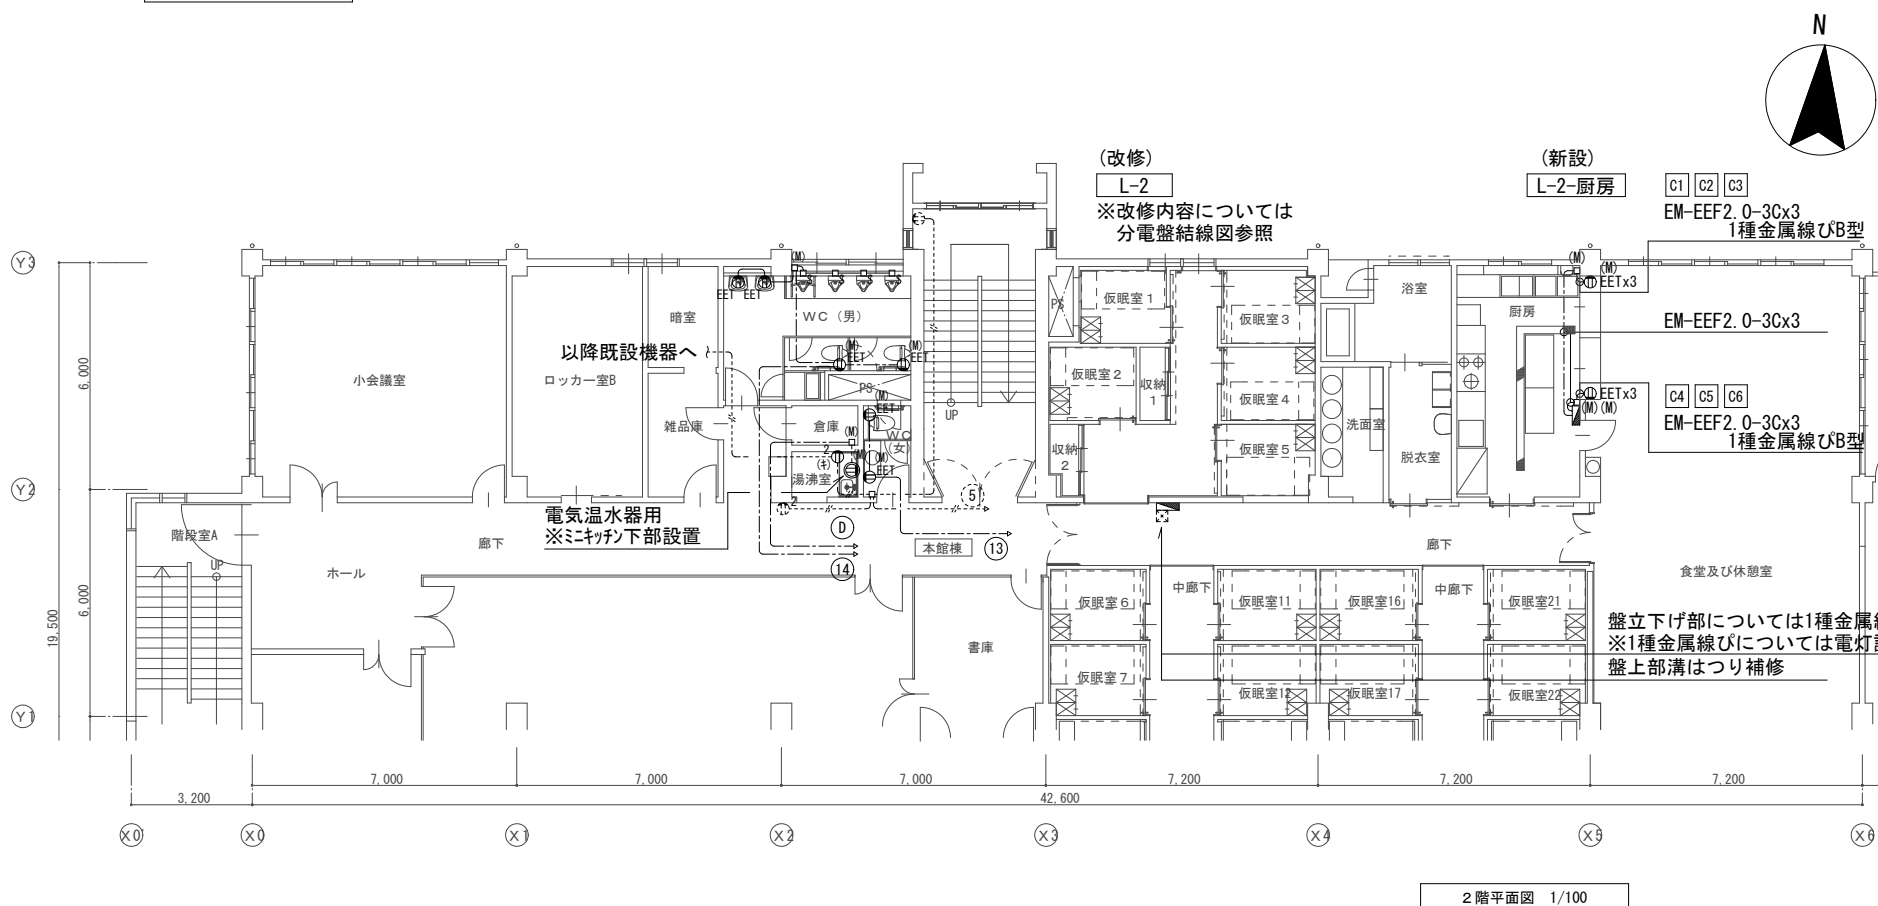 N
(改修)
L-2
※改修内容については
分電盤結線図参照
(新設)
L-2-厨房
C1 C2 C3
EM-EEF2.0-3Cx3
1種金属線ぴB型
EM-EEF2.0-3Cx3
C4 C5 C6
EM-EEF2.0-3Cx3
1種金属線ぴB型
(M)
(M)
EETx3
EETx3
(M)(M)
Y3
Y2
Y1
6,000
6,000
19,500
小会議室
ロッカー室B
暗室
雑品庫
以降既設機器へ
(M)
EET
EET
WC(男)
(M)
EET
(M)
EET
PS
(M)
EET
倉庫
(M)
WC
(女)
2
(キ)
(M)
(M)
EET
湯沸室
2
UP
電気温水器用
※ミニキッチン下部設置
D
14
13
5
本館棟
階段室A
UP
廊下
ホール
書庫
PS
仮眠室1
仮眠室2
収納
1
収納
2
仮眠室3
仮眠室4
仮眠室5
浴室
洗面室
脱衣室
厨房
廊下
食堂及び休憩室
仮眠室6
中廊下
仮眠室11
仮眠室16
中廊下
仮眠室21
仮眠室7
仮眠室12
仮眠室17
仮眠室22
盤立下げ部については1種金属
※1種金属線ぴについては電灯
盤上部溝はつり補修
7,000
7,000
7,000
7,200
7,200
7,200
3,200
42,600
X0'
X0
X1
X2
X3
X4
X5
X6
2階平面図 1/100